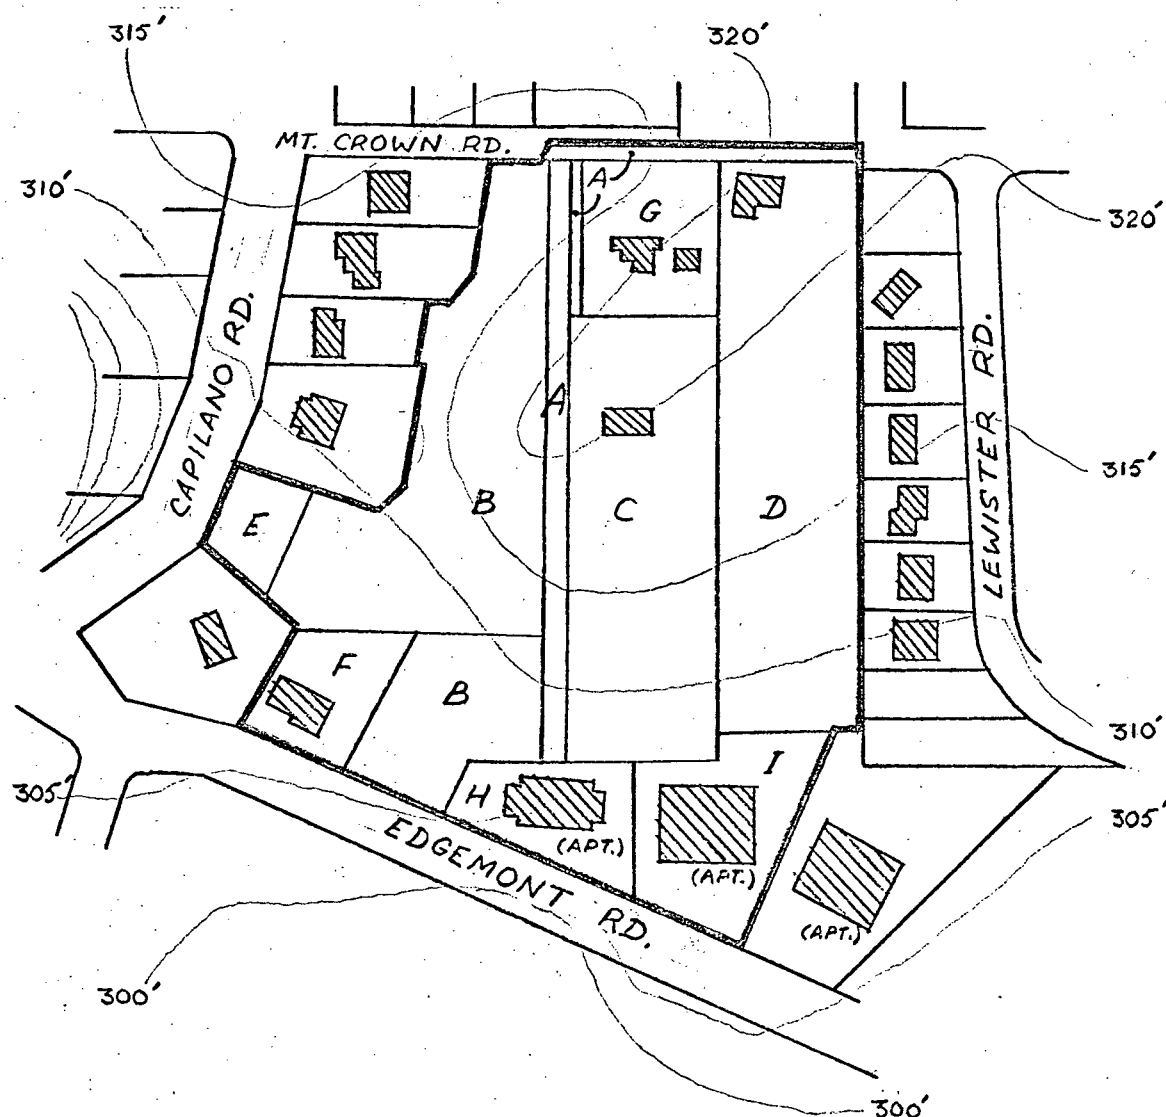 315'
320'
MT. CROWN RD.
310'
A
G
320'
CAPILANO RD.
LEWISTER RD.
A
315'
B
C
D
E
F
B
310'
305'
H
I
305'
(APT.)
EDGEMONT RD.
(APT.)
(APT.)
300'
300'